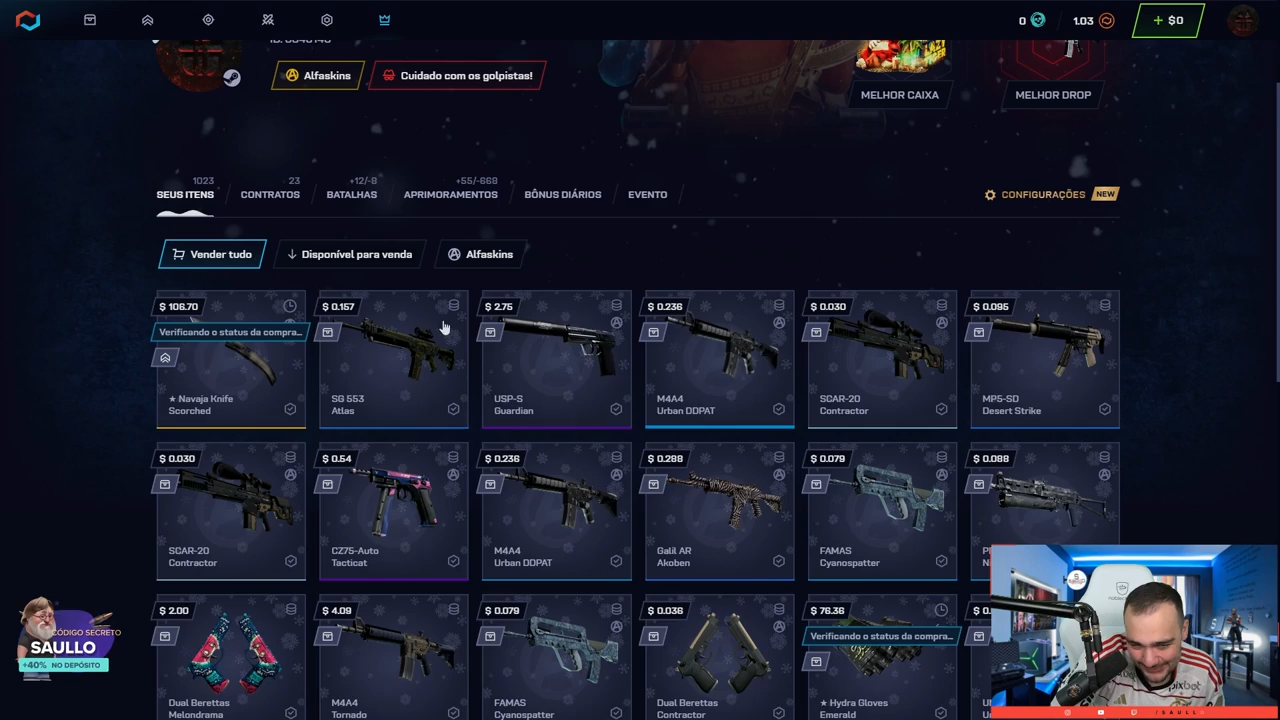 0
1.03
+ $0
Alfaskins
Cuidado com os golpistas!
MELHOR CAIXA
MELHOR DROP
1023
23
+12/-8
+55/-668
SEUS ITENS
CONTRATOS
BATALHAS
APRIMORAMENTOS
BÔNUS DIÁRIOS
EVENTO
CONFIGURAÇÕES
NEW
Vender tudo
Disponível para venda
Alfaskins
$ 106.70
$ 0.157
$ 2.75
$ 0.236
$ 0.030
$ 0.095
Verificando o status da compra...
★ Navaja Knife
Scorched
SG 553
Atlas
USP-S
Guardian
M4A4
Urban DDPAT
SCAR-20
Contractor
MP5-SD
Desert Strike
$ 0.030
$ 0.54
$ 0.236
$ 0.288
$ 0.079
$ 0.098
SCAR-20
Contractor
CZ75-Auto
Tacticat
M4A4
Urban DDPAT
Galil AR
Akoben
FAMAS
Cyanospatter
$ 2.00
$ 4.09
$ 0.079
$ 0.036
$ 76.36
Verificando o status da compra...
Dual Berettas
Melondrama
M4A4
Tornado
FAMAS
Cyanospatter
Dual Berettas
Contractor
★ Hydra Gloves
Emerald
CÓDIGO SECRETO
SAULLO
+40% NO DEPÓSITO
pixbet